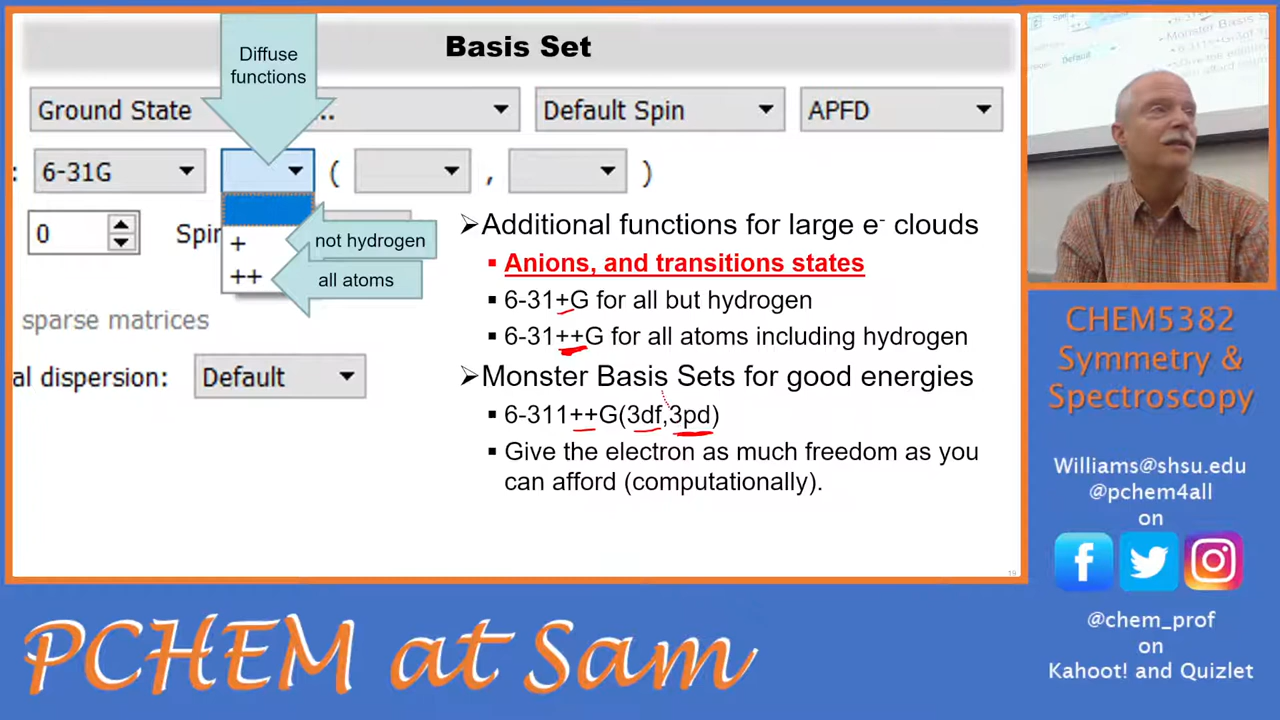 Basis Set
Diffuse
functions
Ground State
Default Spin
APFD
6-31G
(
,
)
0
Spin
+
++
not hydrogen
all atoms
sparse matrices
al dispersion:
Default
➢Additional functions for large e- clouds
▪ Anions, and transitions states
▪ 6-31+G for all but hydrogen
▪ 6-31++G for all atoms including hydrogen
➢Monster Basis Sets for good energies
▪ 6-311++G(3df,3pd)
▪ Give the electron as much freedom as you
can afford (computationally).
19
CHEM5382
Symmetry &
Spectroscopy
Williams@shsu.edu
@pchem4all
on
@chem_prof
on
Kahoot! and Quizlet
PCHEM at Sam